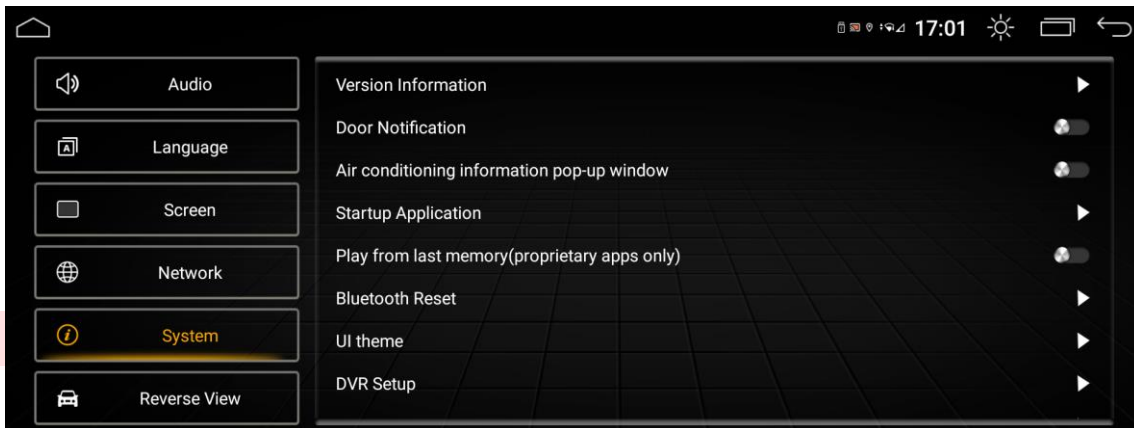 17:01
Audio
Language
Screen
Network
System
Reverse View
Version Information
Door Notification
Air conditioning information pop-up window
Startup Application
Play from last memory(proprietary apps only)
Bluetooth Reset
UI theme
DVR Setup